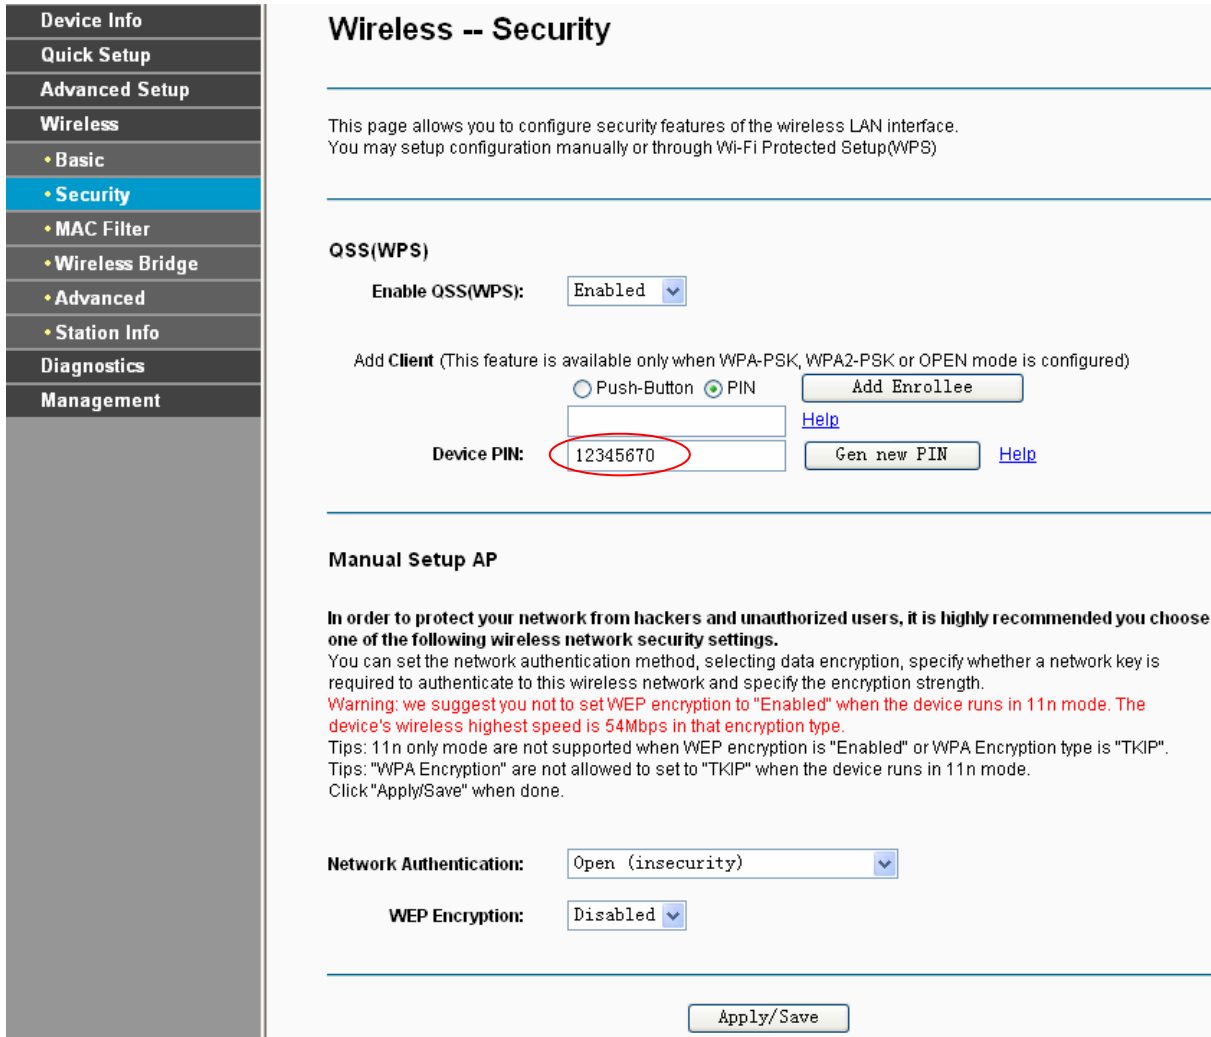 Device Info
Quick Setup
Advanced Setup
Wireless
• Basic
• Security
• MAC Filter
• Wireless Bridge
• Advanced
• Station Info
Diagnostics
Management
Wireless -- Security
This page allows you to configure security features of the wireless LAN interface.
You may setup configuration manually or through Wi-Fi Protected Setup(WPS)
QSS(WPS)
Enable QSS(WPS): Enabled
Add Client (This feature is available only when WPA-PSK, WPA2-PSK or OPEN mode is configured)
Push-Button PIN Add Enrollee
Help
Device PIN: 12345670 Gen new PIN Help
Manual Setup AP
In order to protect your network from hackers and unauthorized users, it is highly recommended you choose
one of the following wireless network security settings.
You can set the network authentication method, selecting data encryption, specify whether a network key is
required to authenticate to this wireless network and specify the encryption strength.
Warning: we suggest you not to set WEP encryption to "Enabled" when the device runs in 11n mode. The
device's wireless highest speed is 54Mbps in that encryption type.
Tips: 11n only mode are not supported when WEP encryption is "Enabled" or WPA Encryption type is "TKIP".
Tips: "WPA Encryption" are not allowed to set to "TKIP" when the device runs in 11n mode.
Click "Apply/Save" when done.
Network Authentication: Open (insecurity)
WEP Encryption: Disabled
Apply/Save